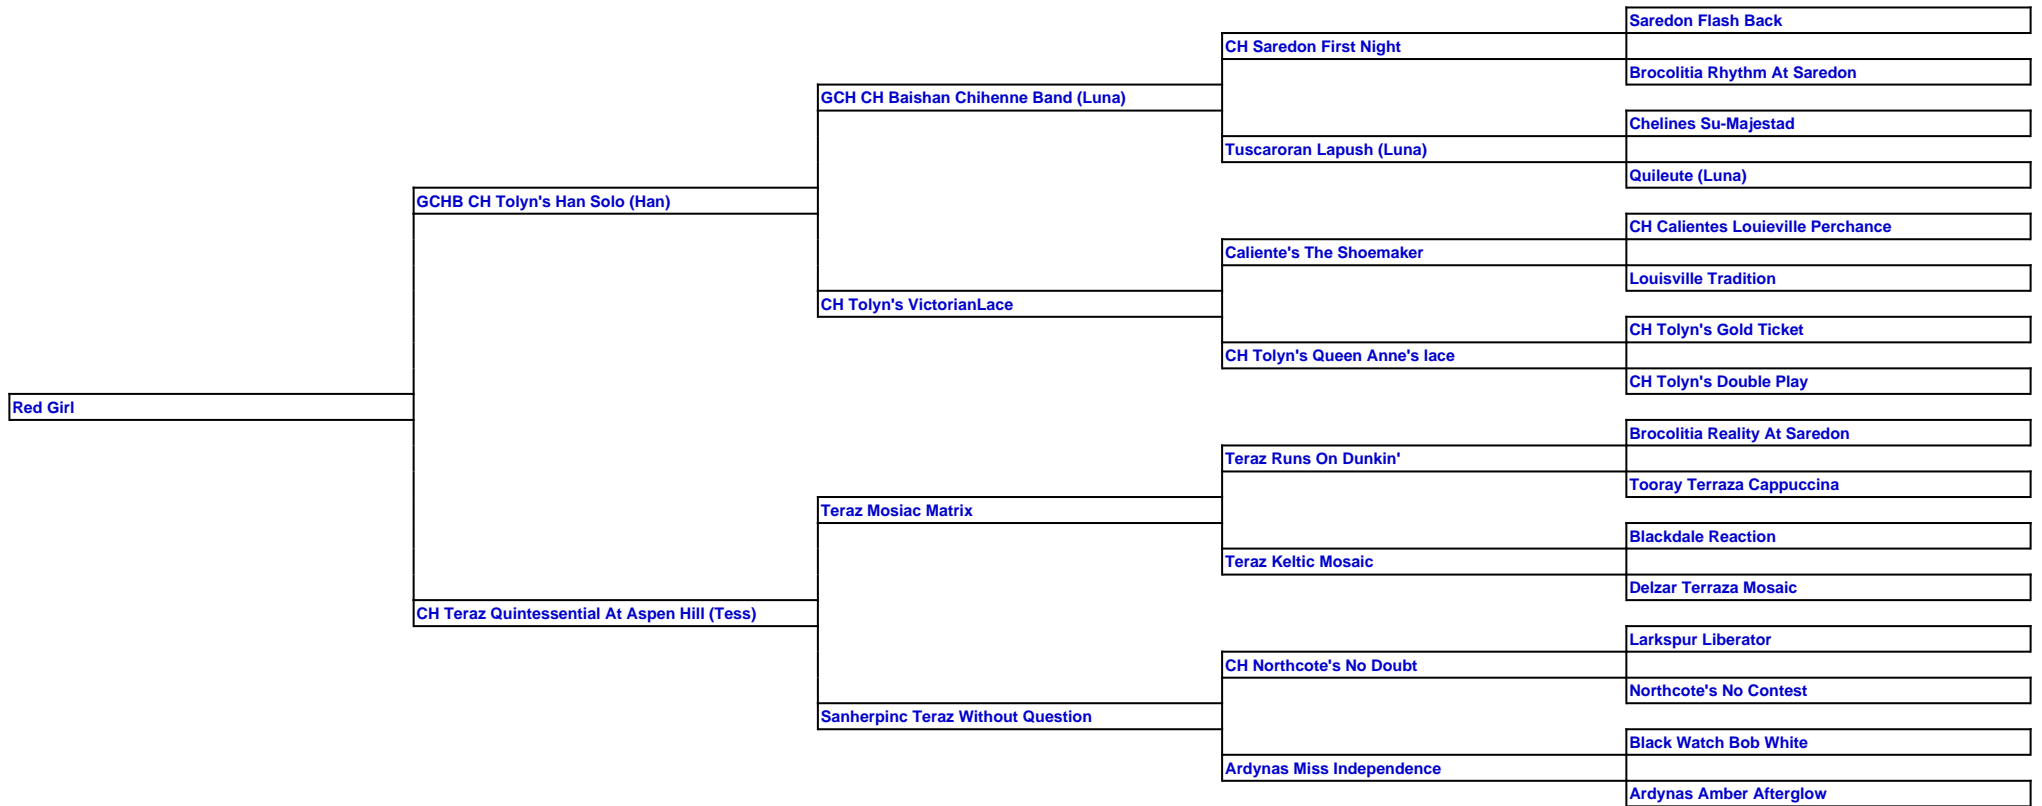 Saredon Flash Back
CH Saredon First Night
Brocolitia Rhythm At Saredon
GCH CH Baishan Chihenne Band (Luna)
Chelines Su-Majestad
Tuscaroran Lapush (Luna)
Quileute (Luna)
GCHB CH Tolyn's Han Solo (Han)
CH Calientes Louieville Perchance
Caliente's The Shoemaker
Louisville Tradition
CH Tolyn's VictorianLace
CH Tolyn's Gold Ticket
CH Tolyn's Queen Anne's lace
CH Tolyn's Double Play
Red Girl
Brocolitia Reality At Saredon
Teraz Runs On Dunkin'
Tooray Terraza Cappuccina
Teraz Mosiac Matrix
Blackdale Reaction
Teraz Keltic Mosaic
Delzar Terraza Mosaic
CH Teraz Quintessential At Aspen Hill (Tess)
Larkspur Liberator
CH Northcote's No Doubt
Northcote's No Contest
Sanherpinc Teraz Without Question
Black Watch Bob White
Ardynas Miss Independence
Ardynas Amber Afterglow